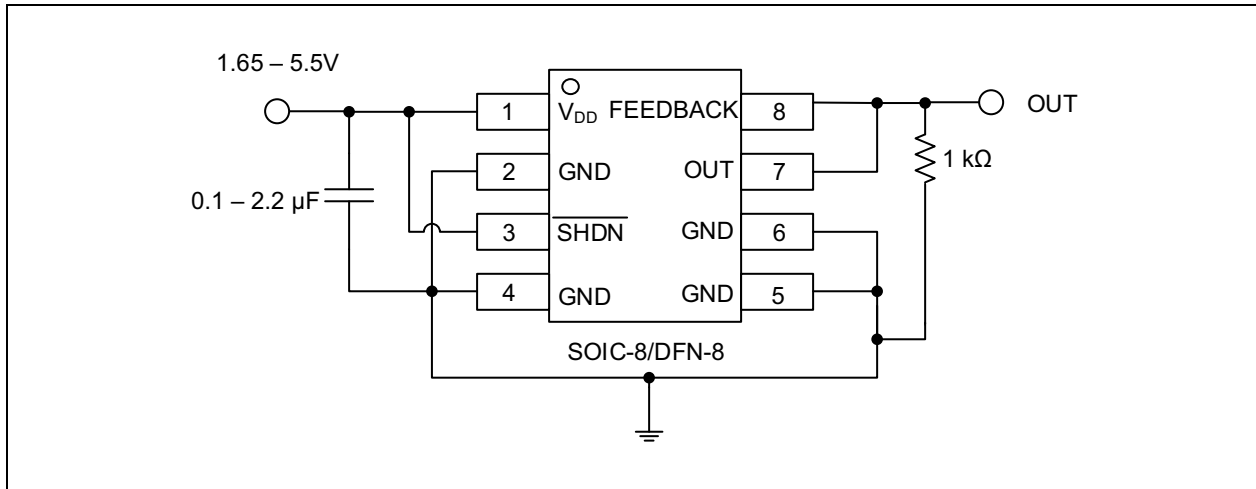 1.65 – 5.5V
1 V_DD FEEDBACK 8 OUT
2 GND OUT 7 1 kΩ
0.1 – 2.2 µF
3 SHDN GND 6
4 GND GND 5
SOIC-8/DFN-8